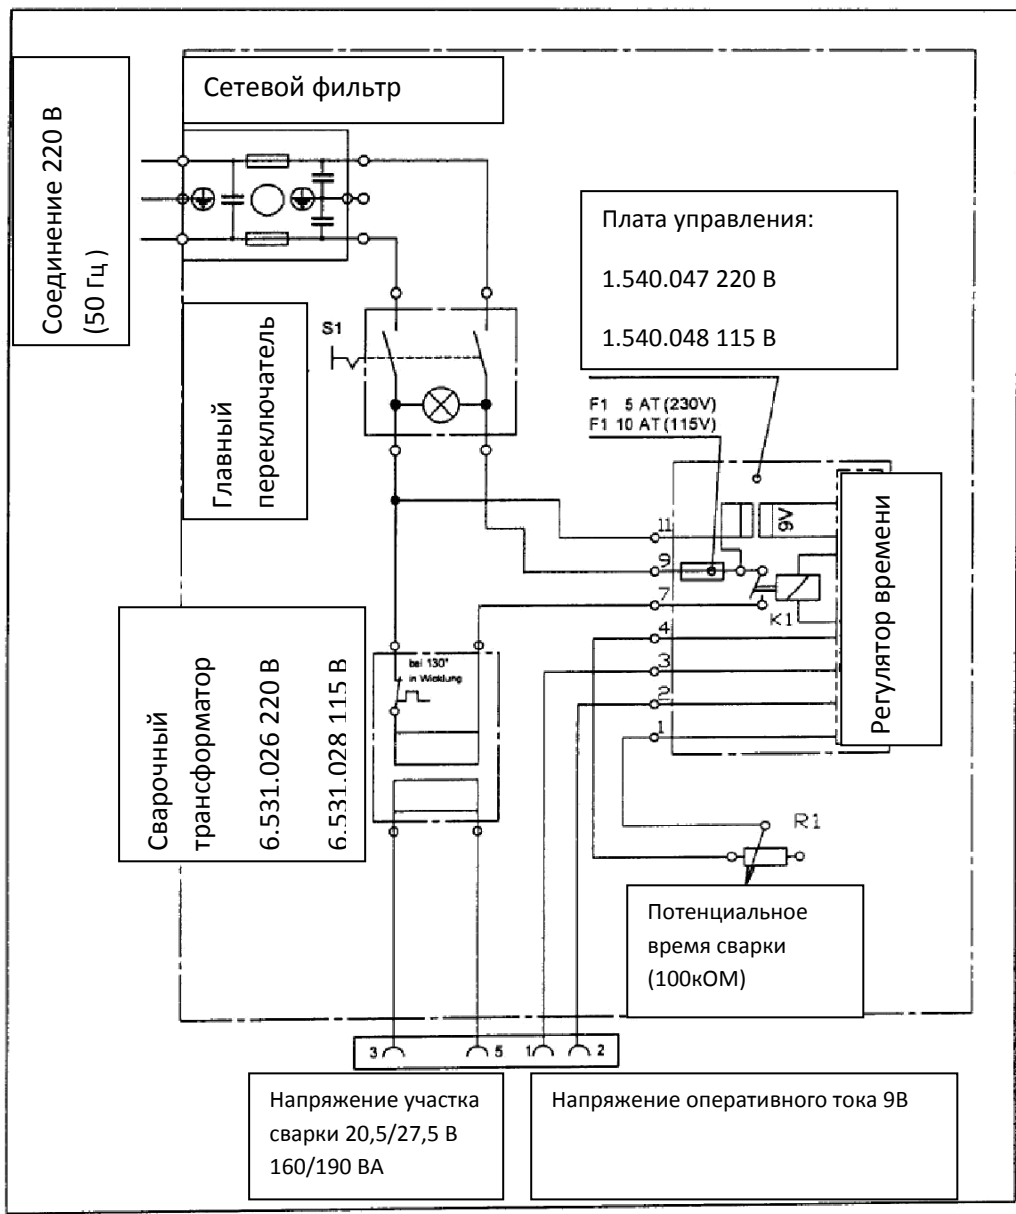 Соединение 220 В
(50 Гц )
Сетевой фильтр
Плата управления:
1.540.047 220 В
1.540.048 115 В
Главный
переключатель
S1
F1 5 AT (230V)
F1 10 AT (115V)
11
9V
9
7
K1
4
3
2
1
Регулятор времени
Сварочный
трансформатор
6.531.026 220 В
6.531.028 115 В
bei 130°
in Wicklung
R1
Потенциальное
время сварки
(100кОМ)
3
5
1
2
Напряжение участка
сварки 20,5/27,5 В
160/190 ВА
Напряжение оперативного тока 9В